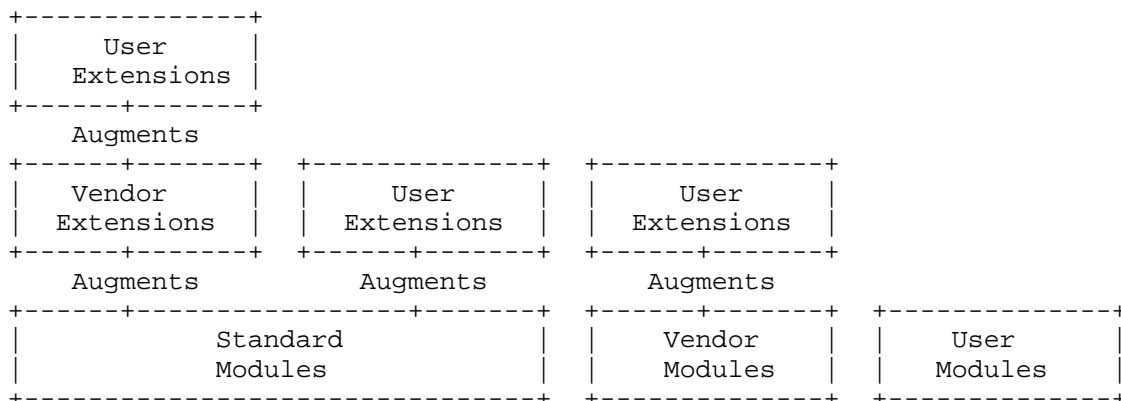 +--------------+
|     User     |
|   Extensions |
+------+-------+
    Augments
+------+-------+  +--------------+  +--------------+
|   Vendor     |  |     User     |  |     User     |
|  Extensions  |  |  Extensions  |  |  Extensions  |
+------+-------+  +------+-------+  +------+-------+
    Augments          Augments          Augments
+------+-----------------+-------+  +------+-------+  +--------------+
|            Standard            |  |    Vendor    |  |     User     |
|            Modules             |  |    Modules   |  |   Modules    |
+--------------------------------+  +--------------+  +--------------+